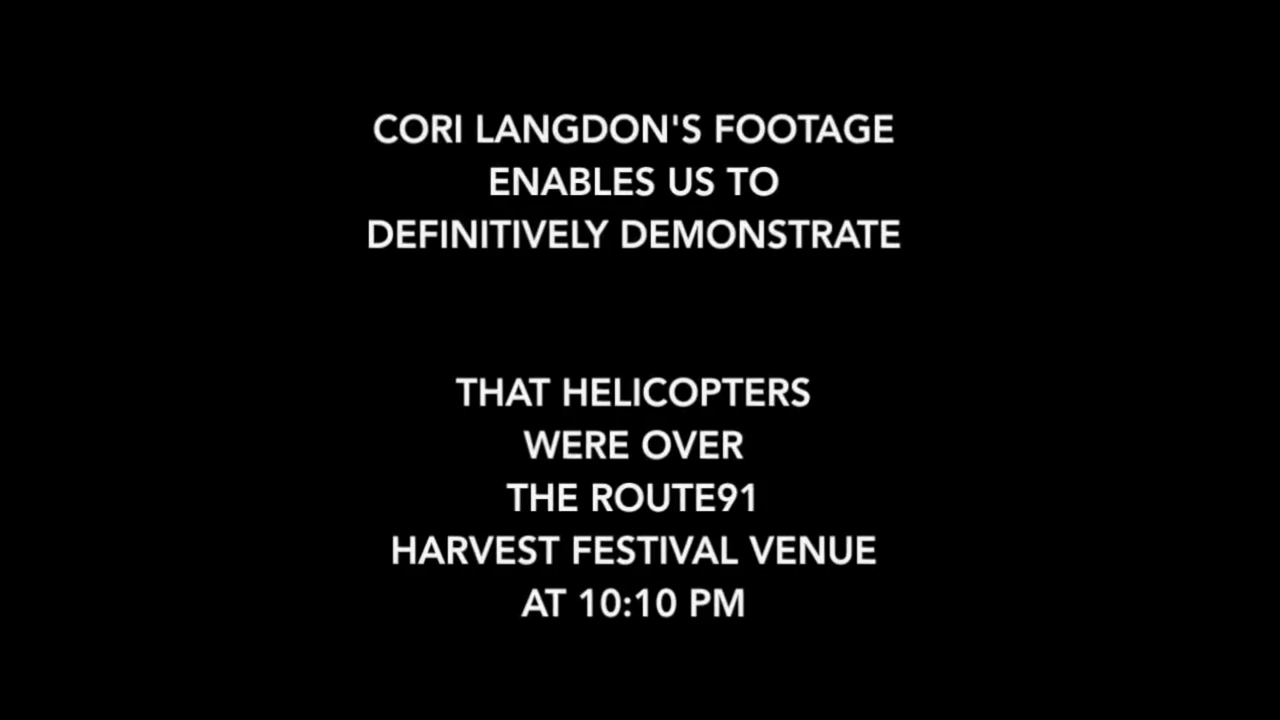 CORI LANGDON'S FOOTAGE
ENABLES US TO
DEFINITIVELY DEMONSTRATE
THAT HELICOPTERS
WERE OVER
THE ROUTE91
HARVEST FESTIVAL VENUE
AT 10:10 PM